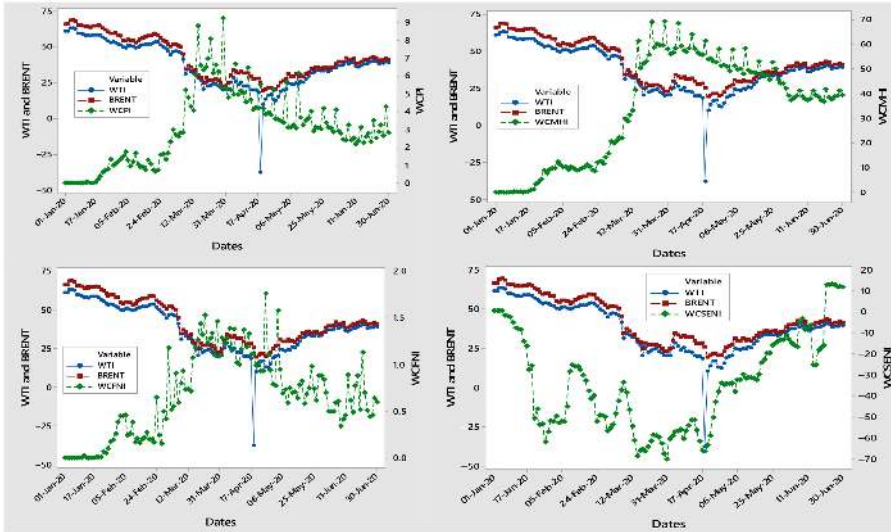 75
50
25
0
−25
−50
WTI and BRENT
Variable
WTI
BRENT
WCPI
9
8
7
6
5
4
3
2
1
0
WCPI
01-Jan-20
17-Jan-20
05-Feb-20
24-Feb-20
12-Mar-20
31-Mar-20
17-Apr-20
06-May-20
25-May-20
11-Jun-20
30-Jun-20
Dates
75
50
25
0
−25
−50
WTI and BRENT
Variable
WTI
BRENT
WCMHI
70
60
50
40
30
20
10
0
WCMHI
01-Jan-20
17-Jan-20
05-Feb-20
24-Feb-20
12-Mar-20
31-Mar-20
17-Apr-20
06-May-20
25-May-20
11-Jun-20
30-Jun-20
Dates
75
50
25
0
−25
−50
WTI and BRENT
Variable
WTI
BRENT
WCFNI
2.0
1.5
1.0
0.5
0.0
WCFNI
01-Jan-20
17-Jan-20
05-Feb-20
24-Feb-20
12-Mar-20
31-Mar-20
17-Apr-20
06-May-20
25-May-20
11-Jun-20
30-Jun-20
Dates
75
50
25
0
−25
−50
WTI and BRENT
Variable
WTI
BRENT
WCSENI
20
10
0
−10
−20
−30
−40
−50
−60
−70
WCSENI
01-Jan-20
17-Jan-20
05-Feb-20
24-Feb-20
12-Mar-20
31-Mar-20
17-Apr-20
06-May-20
25-May-20
11-Jun-20
30-Jun-20
Dates